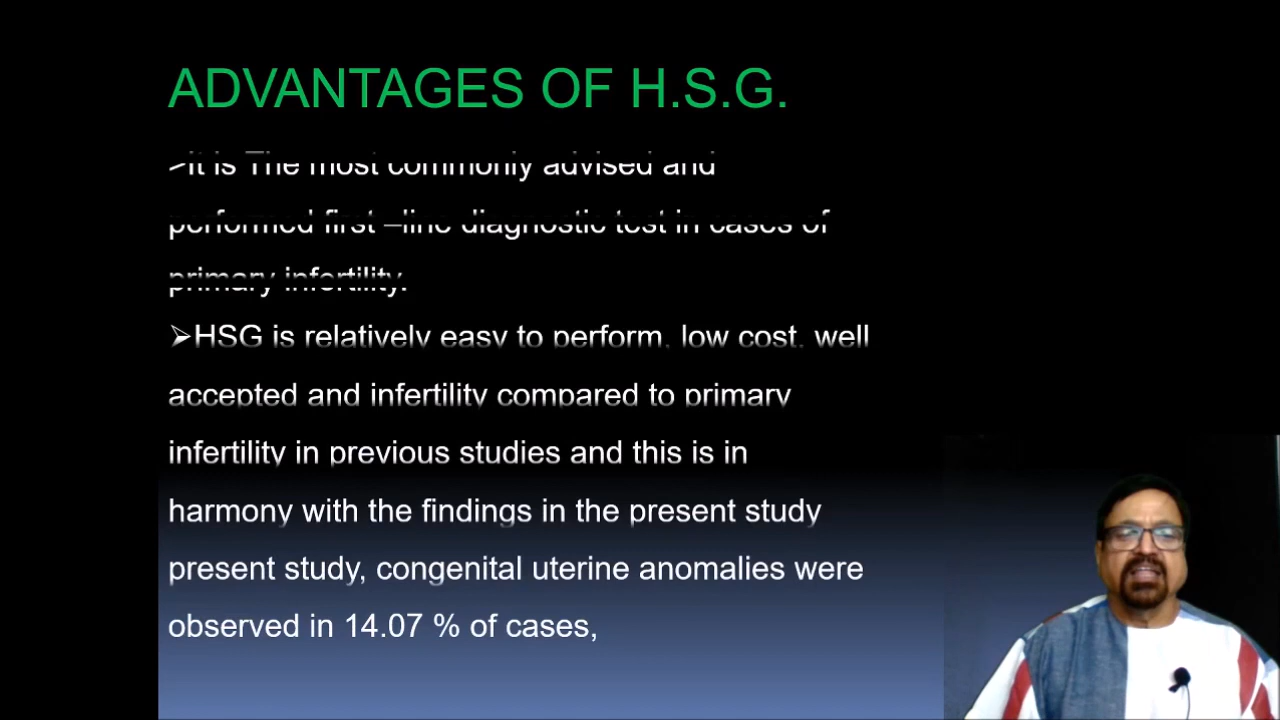 ADVANTAGES OF H.S.G.
>It is The most commonly advised and
performed first –line diagnostic test in cases of
primary infertility.
➢HSG is relatively easy to perform, low cost, well
accepted and infertility compared to primary
infertility in previous studies and this is in
harmony with the findings in the present study
present study, congenital uterine anomalies were
observed in 14.07 % of cases,